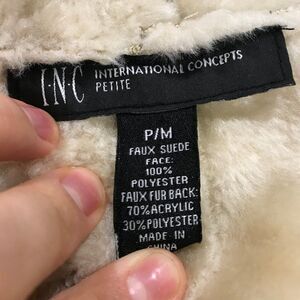 I·N·C INTERNATIONAL CONCEPTS
PETITE
P/M
FAUX SUEDE
FACE:
100%
POLYESTER
FAUX FUR BACK:
70% ACRYLIC
30% POLYESTER
MADE IN
CHINA